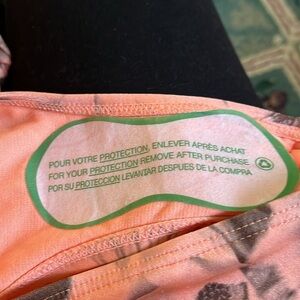 POUR VOTRE PROTECTION, ENLEVER APRÈS ACHAT
FOR YOUR PROTECTION REMOVE AFTER PURCHASE
POR SU PROTECCION LEVANTAR DESPUES DE LA COMPRA